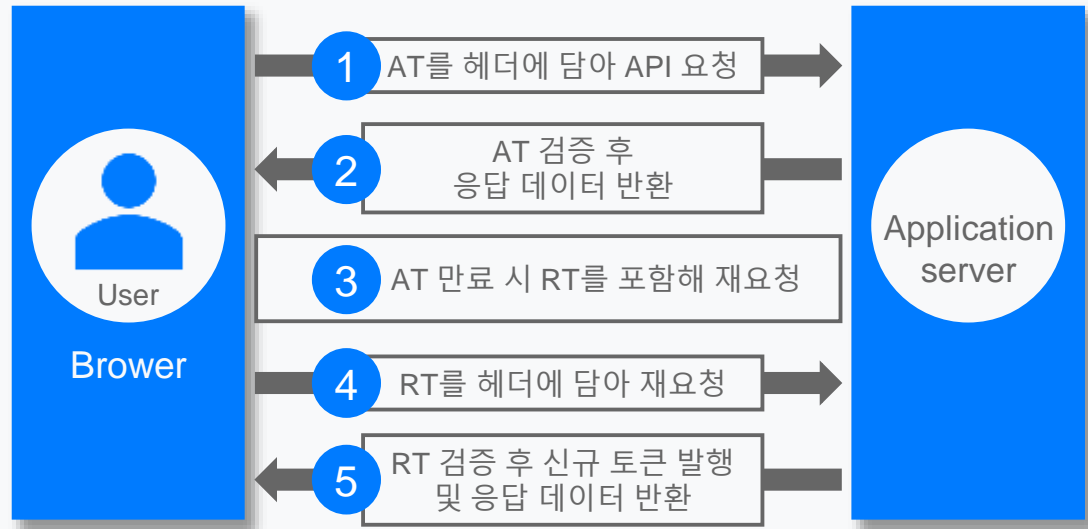 1 AT를 헤더에 담아 API 요청
2 AT 검증 후
응답 데이터 반환
3 AT 만료 시 RT를 포함해 재요청
4 RT를 헤더에 담아 재요청
5 RT 검증 후 신규 토큰 발행
및 응답 데이터 반환
User
Brower
Application
server